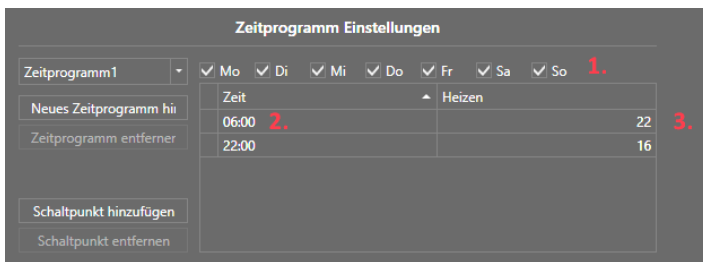 Zeitprogramm Einstellungen
Zeitprogramm1 Mo Di Mi Do Fr Sa So 1.
Neues Zeitprogramm hi
Zeit Heizen
06:00 2. 22 3.
Zeitprogramm entferner
22:00 16
Schaltpunkt hinzufügen
Schaltpunkt entfernen